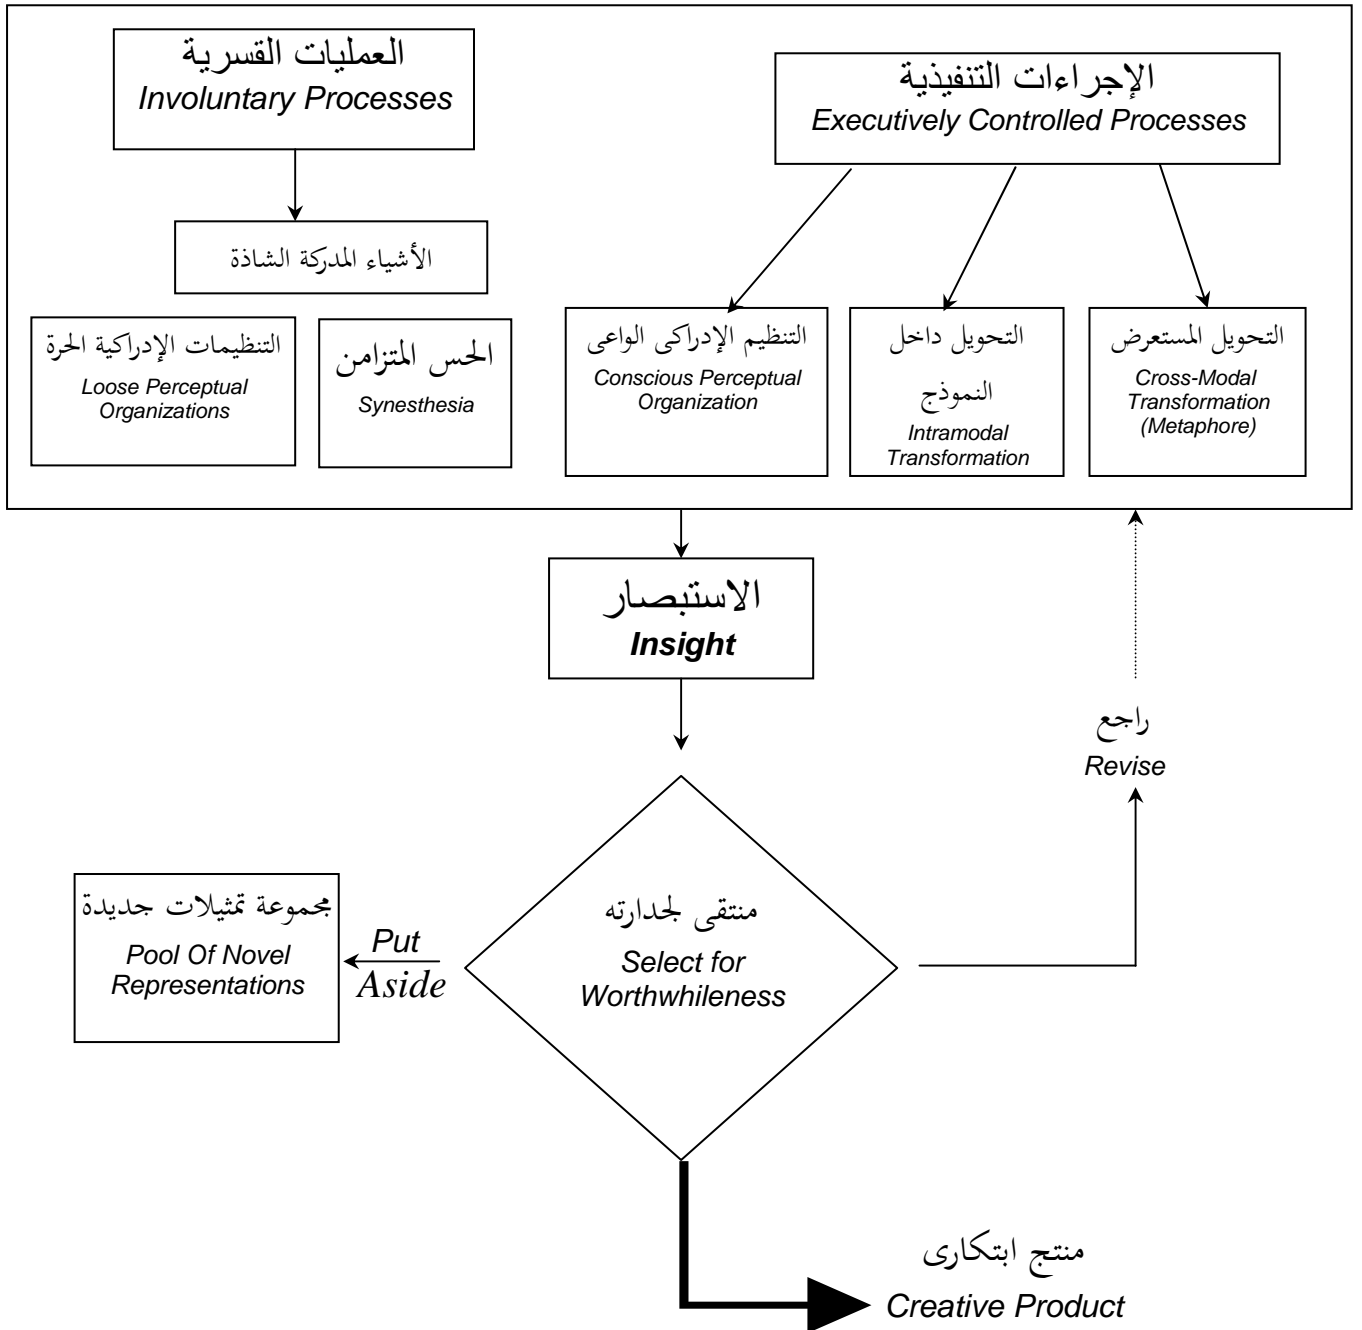 العمليات القسرية
Involuntary Processes
الإجراءات التنفيذية
Executively Controlled Processes
الأشياء المدركة الشاذة
التنظيمات الإدراكية الحرة
Loose Perceptual
Organizations
الحس المتزامن
Synesthesia
التنظيم الإدراكى الواعى
Conscious Perceptual
Organization
التحويل داخل
النموذج
Intramodal
Transformation
التحويل المستعرض
Cross-Modal
Transformation
(Metaphore)
الاستبصار
Insight
راجع
Revise
منتقى لجدارته
Select for
Worthwhileness
Put
Aside
مجموعة تمثيلات جديدة
Pool Of Novel
Representations
منتج ابتكارى
Creative Product